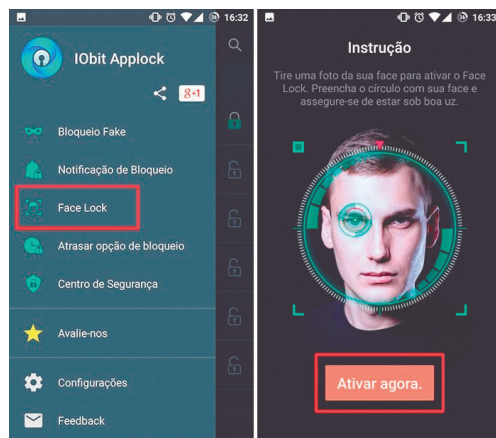 16:32
IObit Applock
8+1
Bloqueio Fake
Notificação de Bloqueio
Face Lock
Atrasar opção de bloqueio
Centro de Segurança
Avalie-nos
Configurações
Feedback
16:33
Instrução
Tire uma foto da sua face para ativar o Face
Lock. Preencha o círculo com sua face e
assegure-se de estar sob boa uz.
Ativar agora.